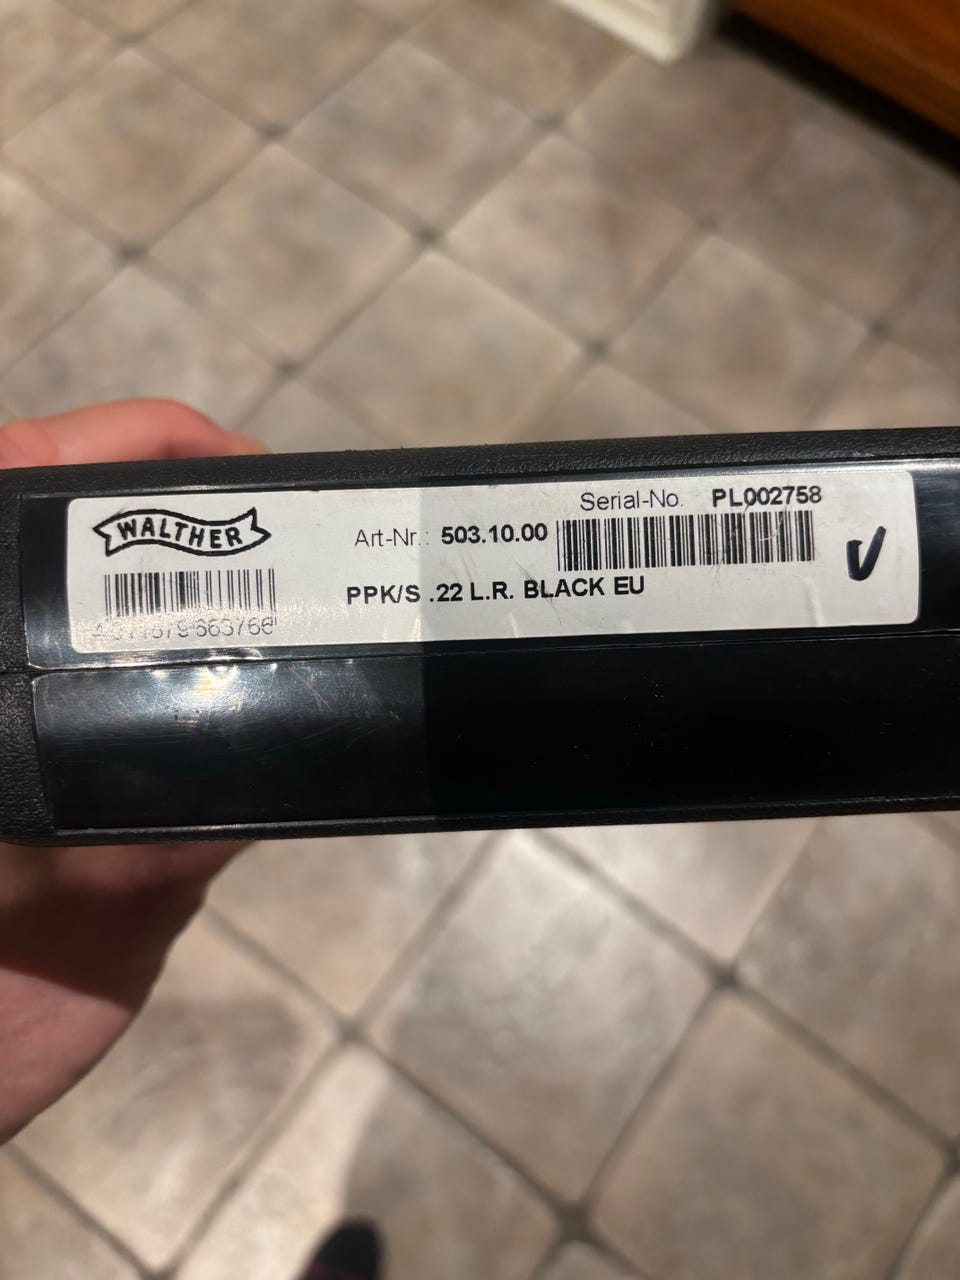 WALTHER
Serial-No. PL002758
Art-Nr.: 503.10.00
PPK/S .22 L.R. BLACK EU